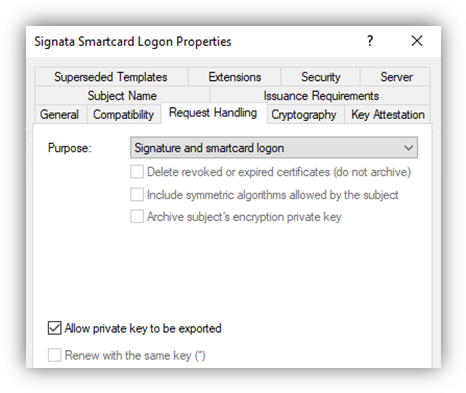 Signata Smartcard Logon Properties
Superseded Templates Extensions Security Server
Subject Name Issuance Requirements
General Compatibility Request Handling Cryptography Key Attestation
Purpose: Signature and smartcard logon
Delete revoked or expired certificates (do not archive)
Include symmetric algorithms allowed by the subject
Archive subject's encryption private key
Allow private key to be exported
Renew with the same key (*)